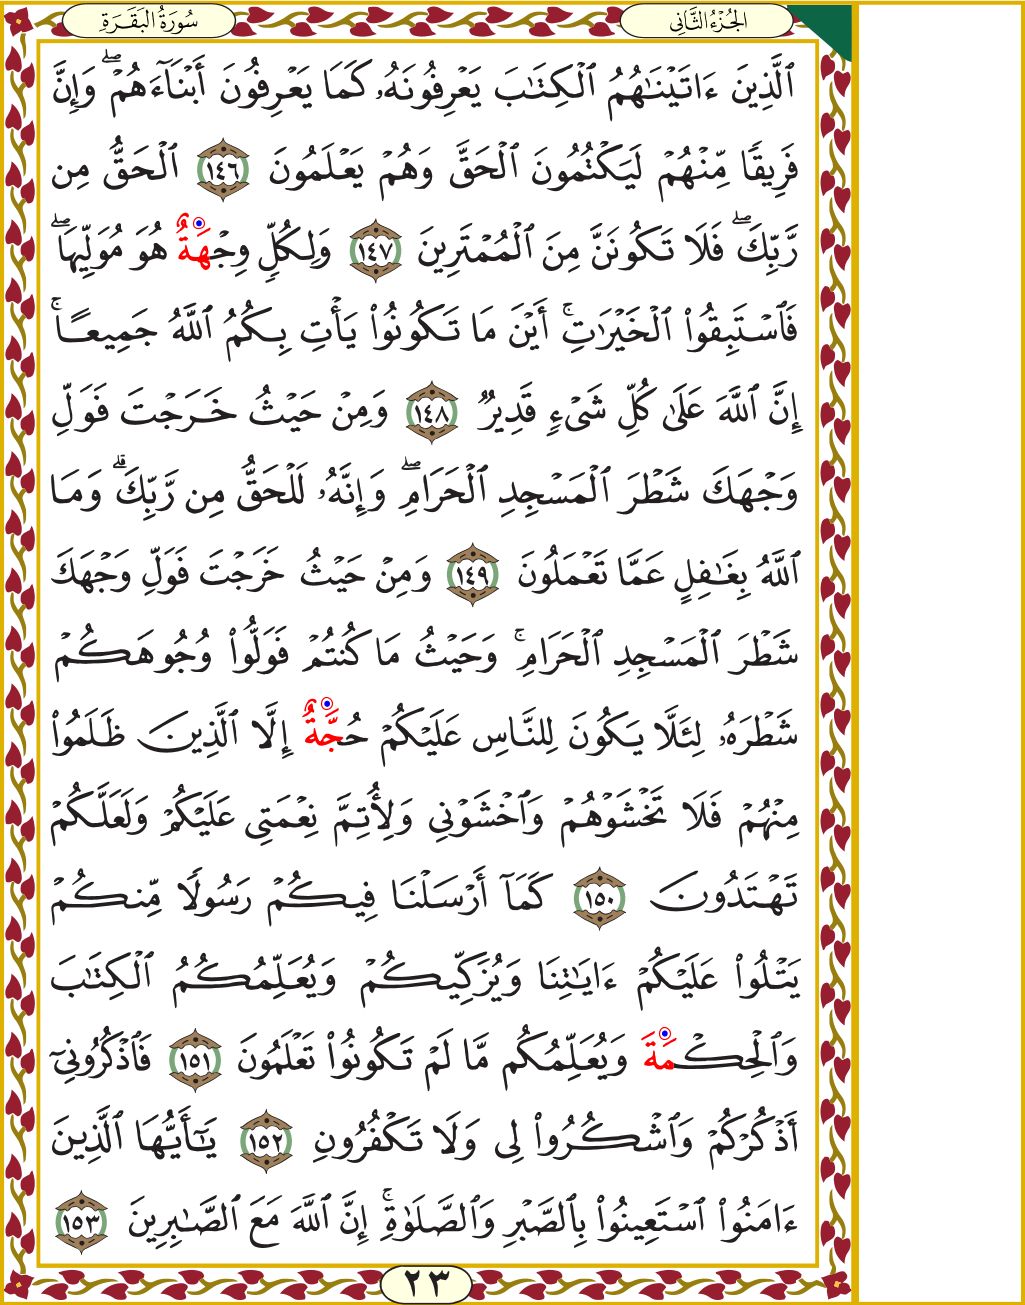 سُورَةُ البَقَرَةِ
الجُزْءُ الثَّانِي
ٱلَّذِينَ ءَاتَيْنَٰهُمُ ٱلْكِتَٰبَ يَعْرِفُونَهُۥ كَمَا يَعْرِفُونَ أَبْنَآءَهُمْۖ وَإِنَّ
فَرِيقًا مِّنْهُمْ لَيَكْتُمُونَ ٱلْحَقَّ وَهُمْ يَعْلَمُونَ ١٤٦ ٱلْحَقُّ مِن
رَّبِّكَۖ فَلَا تَكُونَنَّ مِنَ ٱلْمُمْتَرِينَ ١٤٧ وَلِكُلٍّ وِجْهَةٌ هُوَ مُوَلِّيهَاۖ
فَٱسْتَبِقُوا۟ ٱلْخَيْرَٰتِۚ أَيْنَ مَا تَكُونُوا۟ يَأْتِ بِكُمُ ٱللَّهُ جَمِيعًاۚ
إِنَّ ٱللَّهَ عَلَىٰ كُلِّ شَىْءٍ قَدِيرٌ ١٤٨ وَمِنْ حَيْثُ خَرَجْتَ فَوَلِّ
وَجْهَكَ شَطْرَ ٱلْمَسْجِدِ ٱلْحَرَامِۖ وَإِنَّهُۥ لَلْحَقُّ مِن رَّبِّكَۗ وَمَا
ٱللَّهُ بِغَٰفِلٍ عَمَّا تَعْمَلُونَ ١٤٩ وَمِنْ حَيْثُ خَرَجْتَ فَوَلِّ وَجْهَكَ
شَطْرَ ٱلْمَسْجِدِ ٱلْحَرَامِۚ وَحَيْثُ مَا كُنتُمْ فَوَلُّوا۟ وُجُوهَكُمْ
شَطْرَهُۥ لِئَلَّا يَكُونَ لِلنَّاسِ عَلَيْكُمْ حُجَّةٌ إِلَّا ٱلَّذِينَ ظَلَمُوا۟
مِنْهُمْ فَلَا تَخْشَوْهُمْ وَٱخْشَوْنِى وَلِأُتِمَّ نِعْمَتِى عَلَيْكُمْ وَلَعَلَّكُمْ
تَهْتَدُونَ ١٥٠ كَمَآ أَرْسَلْنَا فِيكُمْ رَسُولًا مِّنكُمْ
يَتْلُوا۟ عَلَيْكُمْ ءَايَٰتِنَا وَيُزَكِّيكُمْ وَيُعَلِّمُكُمُ ٱلْكِتَٰبَ
وَٱلْحِكْمَةَ وَيُعَلِّمُكُم مَّا لَمْ تَكُونُوا۟ تَعْلَمُونَ ١٥١ فَٱذْكُرُونِىٓ
أَذْكُرْكُمْ وَٱشْكُرُوا۟ لِى وَلَا تَكْفُرُونِ ١٥٢ يَٰٓأَيُّهَا ٱلَّذِينَ
ءَامَنُوا۟ ٱسْتَعِينُوا۟ بِٱلصَّبْرِ وَٱلصَّلَوٰةِۚ إِنَّ ٱللَّهَ مَعَ ٱلصَّٰبِرِينَ ١٥٣
٢٣